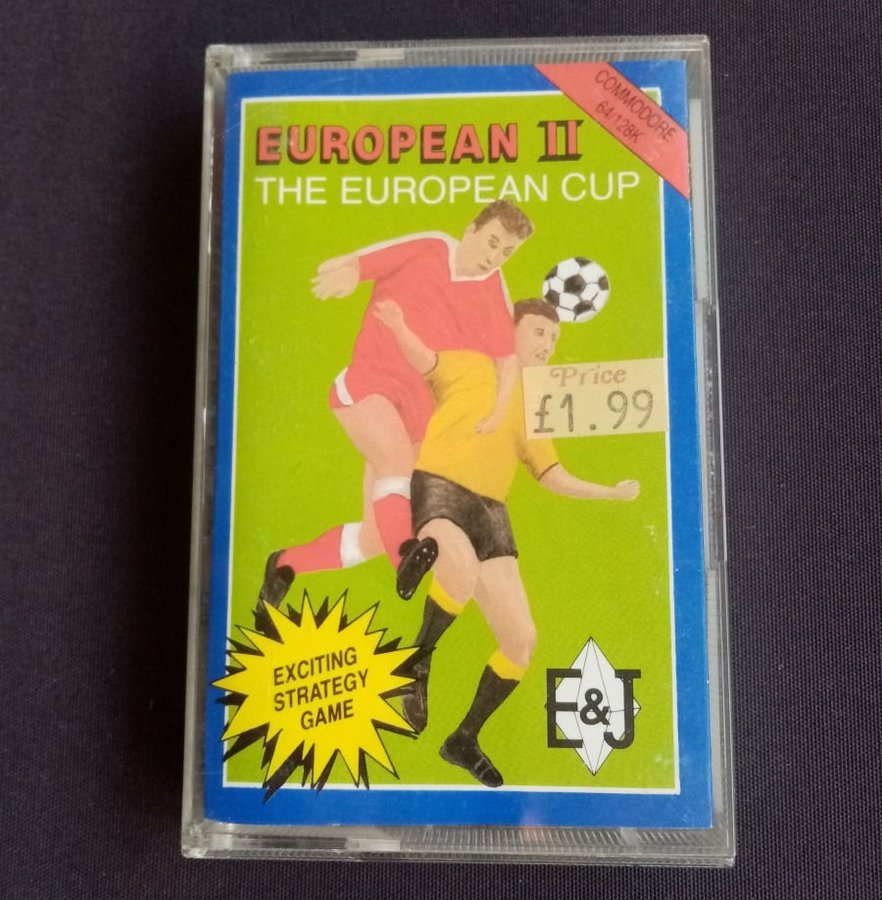 COMMODORE
64/128K
EUROPEAN II
THE EUROPEAN CUP
Price
£1.99
EXCITING
STRATEGY
GAME
E&J